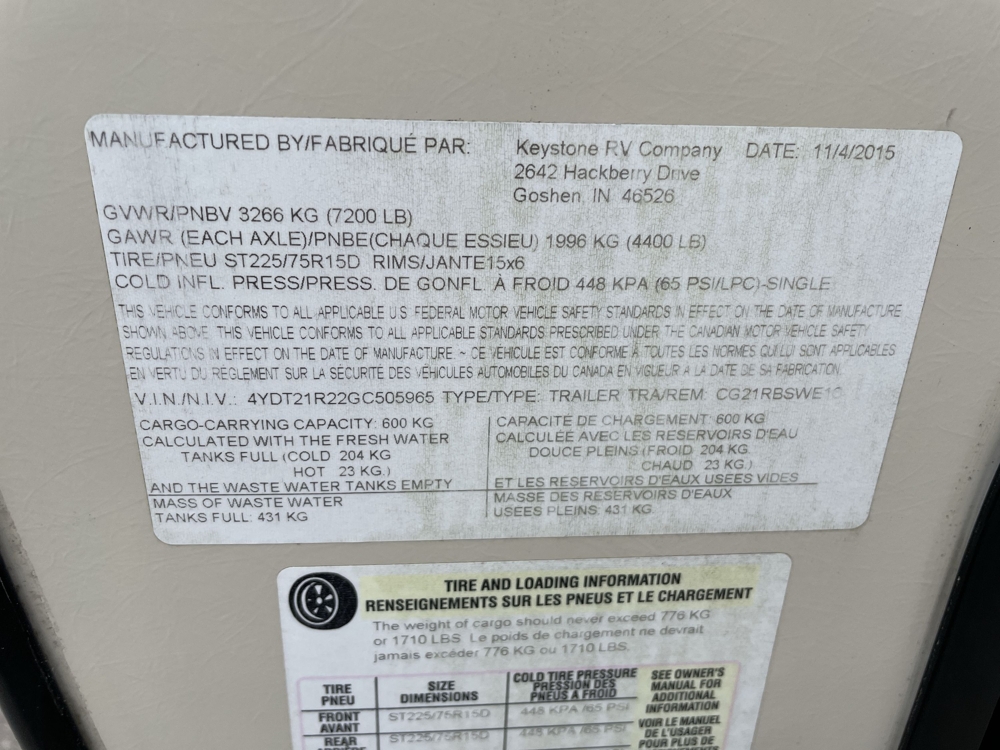 MANUFACTURED BY/FABRIQUÉ PAR: Keystone RV Company DATE: 11/4/2015
2642 Hackberry Drive
Goshen, IN 46526
GVWR/PNBV 3266 KG (7200 LB)
GAWR (EACH AXLE)/PNBE(CHAQUE ESSIEU) 1996 KG (4400 LB)
TIRE/PNEU ST225/75R15D RIMS/JANTE15x6
COLD INFL. PRESS/PRESS. DE GONFL. À FROID 448 KPA (65 PSI/LPC)-SINGLE
THIS VEHICLE CONFORMS TO ALL APPLICABLE U.S. FEDERAL MOTOR VEHICLE SAFETY STANDARDS IN EFFECT ON THE DATE OF MANUFACTURE
SHOWN ABOVE. THIS VEHICLE CONFORMS TO ALL APPLICABLE STANDARDS PRESCRIBED UNDER THE CANADIAN MOTOR VEHICLE SAFETY
REGULATIONS IN EFFECT ON THE DATE OF MANUFACTURE. ~ CE VÉHICULE EST CONFORME À TOUTES LES NORMES QUI LUI SONT APPLICABLES
EN VERTU DU RÈGLEMENT SUR LA SÉCURITÉ DES VÉHICULES AUTOMOBILES DU CANADA EN VIGUEUR A LA DATE DE SA FABRICATION.
V.I.N./N.I.V.: 4YDT21R22GC505965 TYPE/TYPE: TRAILER TRA/REM: 
CARGO-CARRYING CAPACITY: 600 KG
CALCULATED WITH THE FRESH WATER
TANKS FULL (COLD 204 KG
HOT 23 KG.)
AND THE WASTE WATER TANKS EMPTY
MASS OF WASTE WATER
TANKS FULL: 431 KG
CAPACITÉ DE CHARGEMENT: 600 KG
CALCULÉE AVEC LES RESERVOIRS D'EAU
DOUCE PLEINS (FROID 204 KG
CHAUD 23 KG.)
ET LES RESERVOIRS D'EAUX USEES VIDES
MASSE DES RESERVOIRS D'EAUX
USEES PLEINS: 431 KG
TIRE AND LOADING INFORMATION
RENSEIGNEMENTS SUR LES PNEUS ET LE CHARGEMENT
The weight of cargo should never exceed 776 KG
or 1710 LBS. Le poids de chargement ne devrait
jamais excéder 776 KG ou 1710 LBS.
TIRE
PNEU
SIZE
DIMENSIONS
COLD TIRE PRESSURE
PRESSION DES
PNEUS A FROID
SEE OWNER'S
MANUAL FOR
ADDITIONAL
INFORMATION
FRONT
AVANT
ST225/75R15D
448 KPA /65 PSI
VOIR LE MANUEL
DE L'USAGER
POUR PLUS DE
REAR
ST225/75R15D
448 KPA /65 PSI